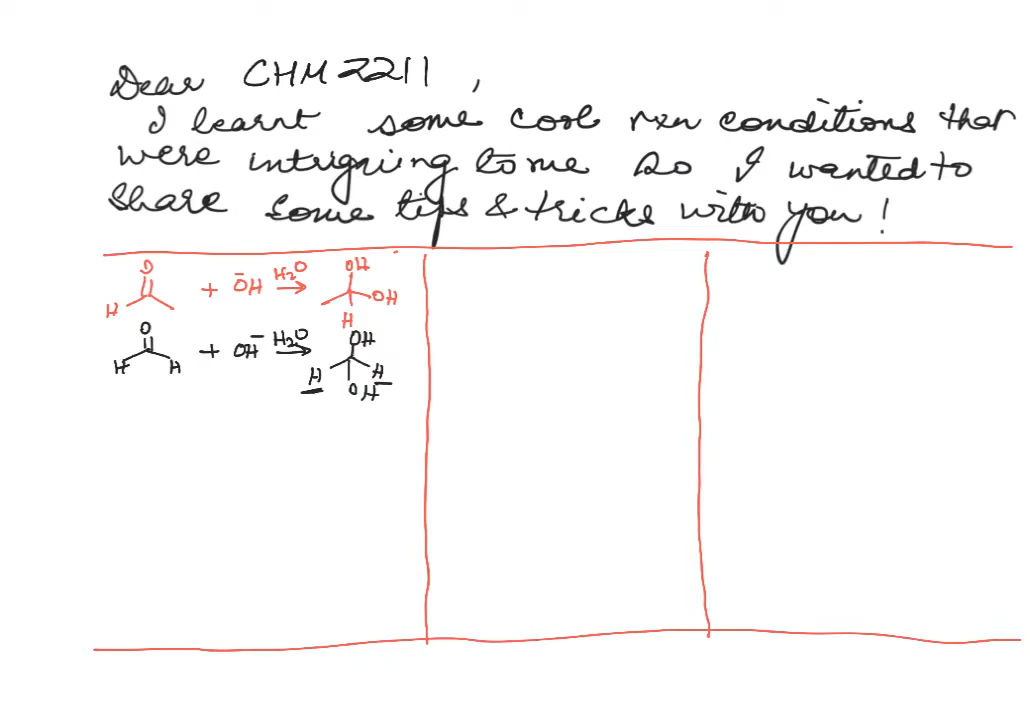 Dear CHM 2211,
I learnt some cool rxn conditions that
were intriguing to me so I wanted to
share some tips & tricks with you!
O H + ŌH H₂O → OH OH H
O H H + OH⁻ H₂O → OH H H OH